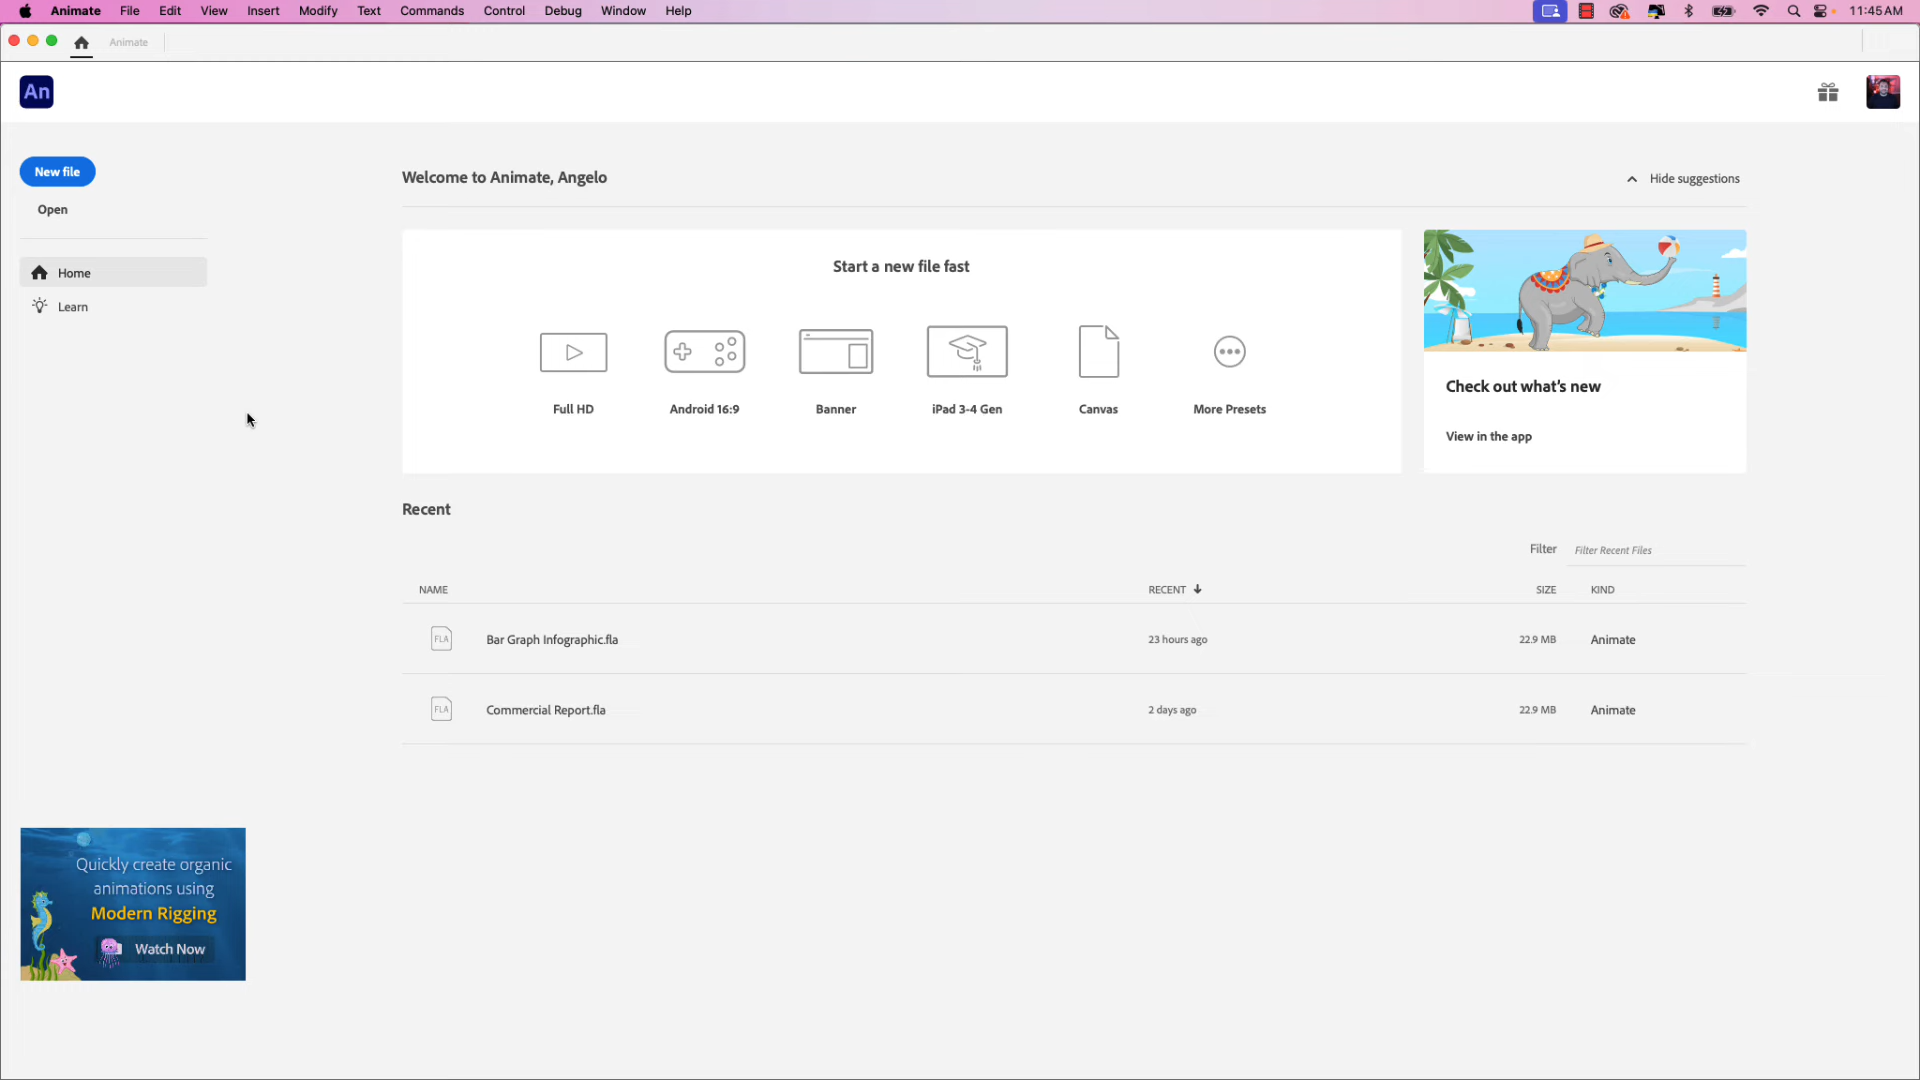 Animate File Edit View Insert Modify Text Commands Control Debug Window Help 11:45AM
Animate
An
New file
Open
Home
Learn
Welcome to Animate, Angelo
Hide suggestions
Start a new file fast
Full HD Android 16:9 Banner iPad 3-4 Gen Canvas More Presets
Check out what's new
View in the app
Recent
Filter Filter Recent Files
NAME RECENT SIZE KIND
FLA Bar Graph Infographic.fla 23 hours ago 22.9 MB Animate
FLA Commercial Report.fla 2 days ago 22.9 MB Animate
Quickly create organic
animations using
Modern Rigging
Watch Now